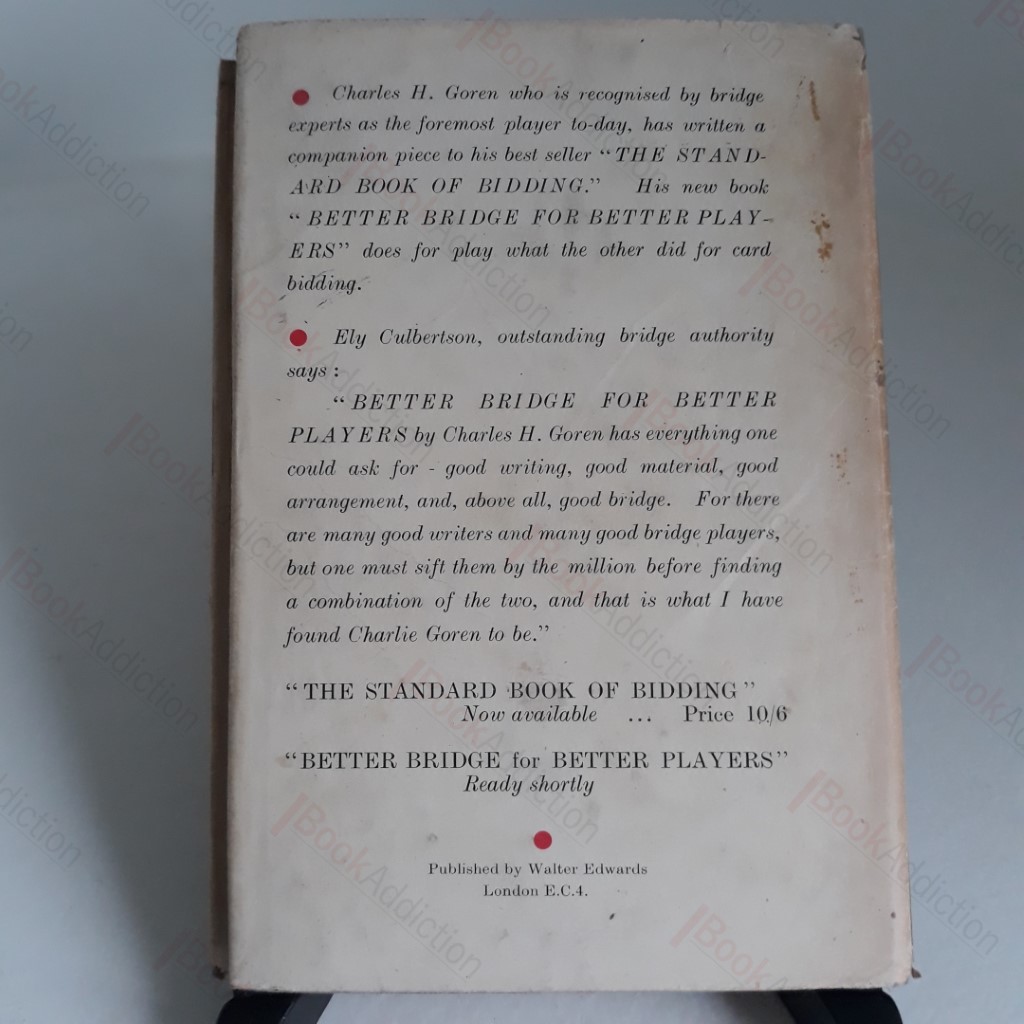 ● Charles H. Goren who is recognised by bridge
experts as the foremost player to-day, has written a
companion piece to his best seller “THE STAND-
ARD BOOK OF BIDDING.” His new book
“BETTER BRIDGE FOR BETTER PLAY-
ERS” does for play what the other did for card
bidding.
● Ely Culbertson, outstanding bridge authority
says :
“BETTER BRIDGE FOR BETTER
PLAYERS by Charles H. Goren has everything one
could ask for - good writing, good material, good
arrangement, and, above all, good bridge. For there
are many good writers and many good bridge players,
but one must sift them by the million before finding
a combination of the two, and that is what I have
found Charlie Goren to be.”
“THE STANDARD BOOK OF BIDDING”
Now available ... Price 10/6
“BETTER BRIDGE for BETTER PLAYERS”
Ready shortly
Published by Walter Edwards
London E.C.4.
BookAddiction